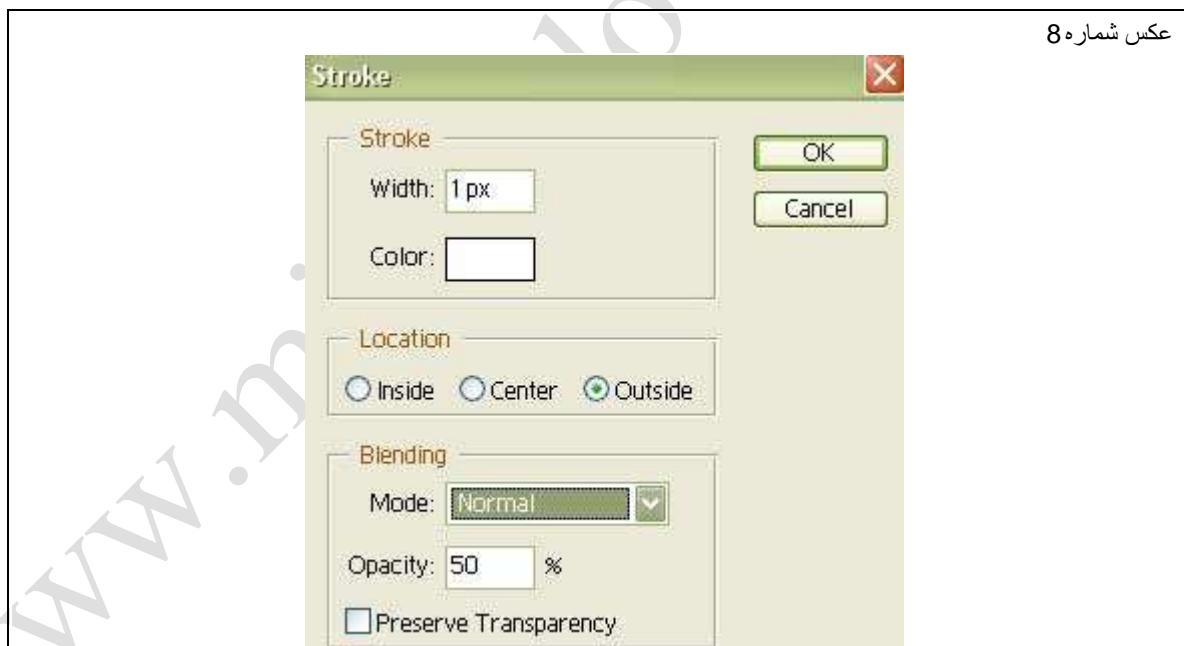 عکس شماره 8
Stroke
Stroke
OK
Width: 1 px
Cancel
Color:
Location
Inside Center Outside
Blending
Mode: Normal
Opacity: 50 %
Preserve Transparency